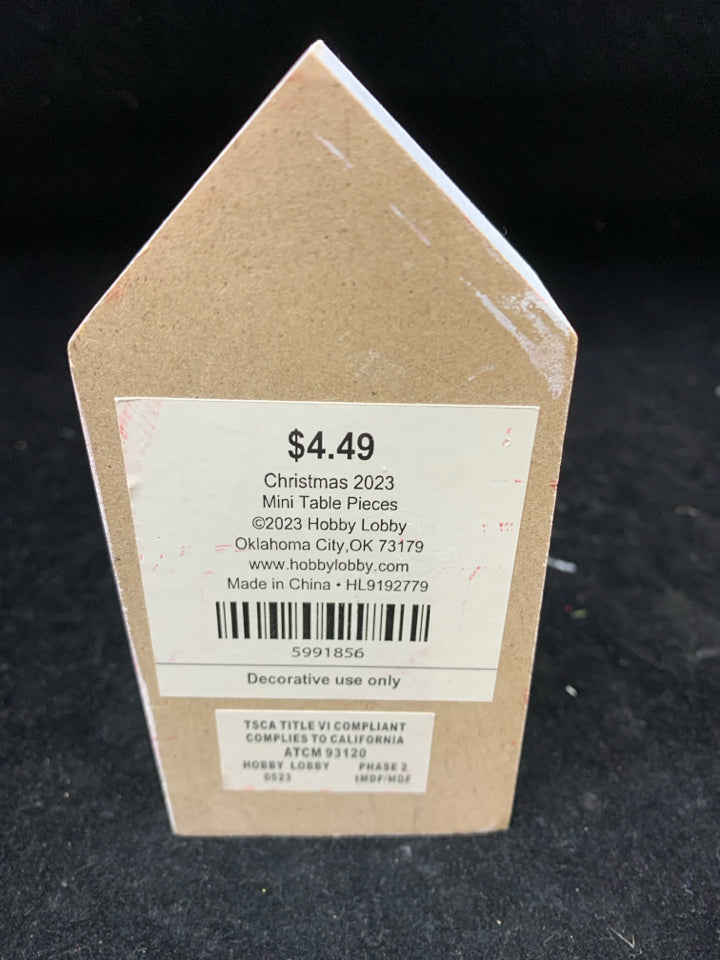 $4.49
Christmas 2023
Mini Table Pieces
©2023 Hobby Lobby
Oklahoma City,OK 73179
www.hobbylobby.com
Made in China • HL9192779
5991856
Decorative use only
TSCA TITLE VI COMPLIANT
COMPLIES TO CALIFORNIA
ATCM 93120
HOBBY LOBBY PHASE 2
0523 tMDF/MDF